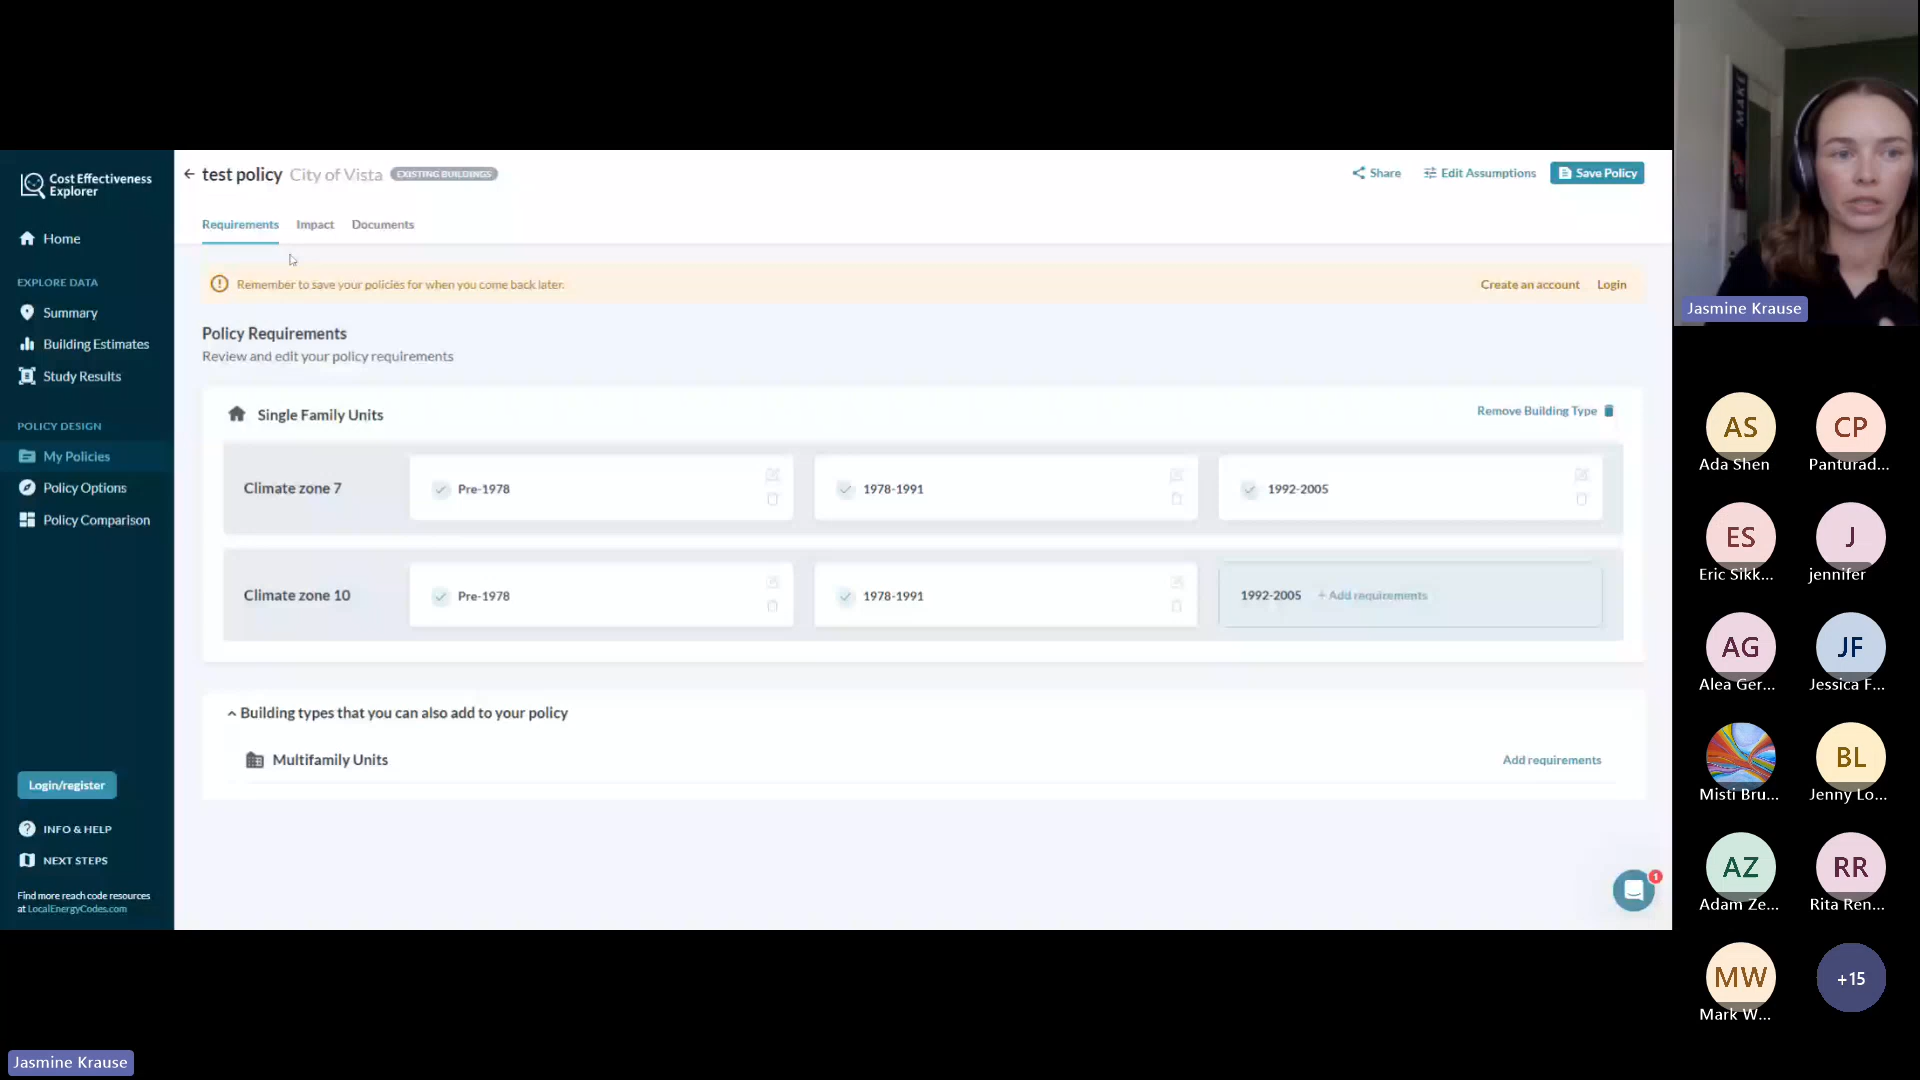 Cost Effectiveness
Explorer
Home
EXPLORE DATA
Summary
Building Estimates
Study Results
POLICY DESIGN
My Policies
Policy Options
Policy Comparison
Login/register
INFO & HELP
NEXT STEPS
Find more reach code resources
at LocalEnergyCodes.com
test policy City of Vista EXISTING BUILDINGS
Share Edit Assumptions Save Policy
Requirements Impact Documents
Remember to save your policies for when you come back later. Create an account Login
Policy Requirements
Review and edit your policy requirements
Single Family Units Remove Building Type
Climate zone 7 Pre-1978 1978-1991 1992-2005
Climate zone 10 Pre-1978 1978-1991 1992-2005 + Add requirements
Building types that you can also add to your policy
Multifamily Units Add requirements
1
MAKE
Jasmine Krause
AS CP
Ada Shen Panturad...
ES J
Eric Sikk... jennifer
AG JF
Alea Ger... Jessica F...
BL
Misti Bru... Jenny Lo...
AZ RR
Adam Ze... Rita Ren...
MW +15
Mark W...
Jasmine Krause